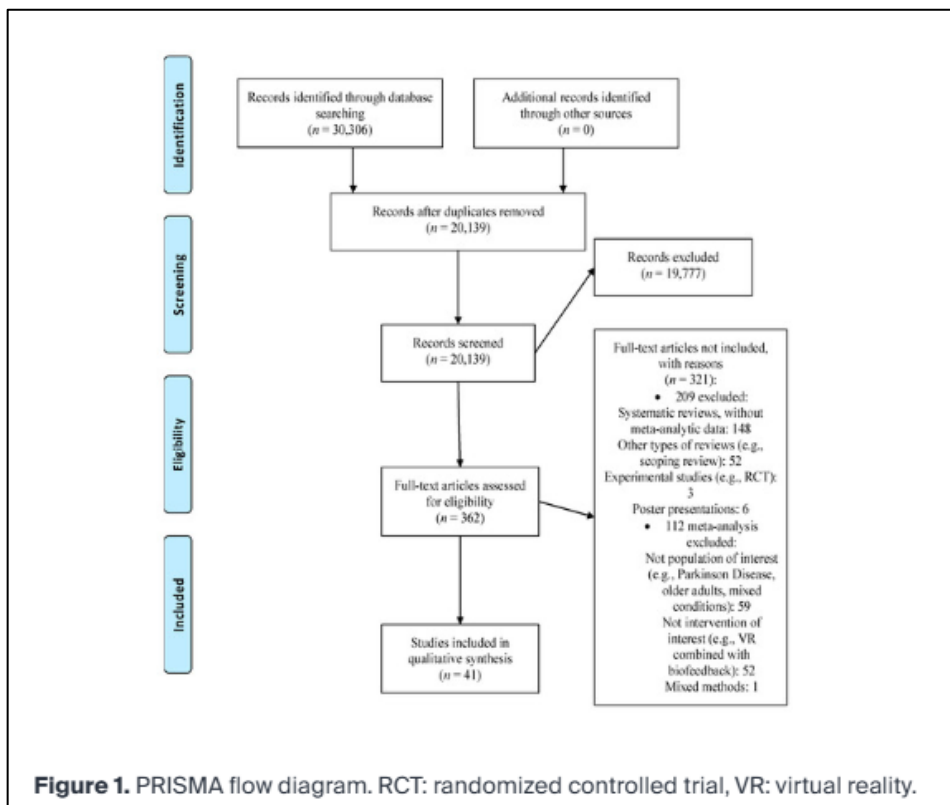 Identification
Records identified through database
searching
(n = 30,306)
Additional records identified
through other sources
(n = 0)
Records after duplicates removed
(n = 20,139)
Screening
Records excluded
(n = 19,777)
Records screened
(n = 20,139)
Full-text articles not included,
with reasons
(n = 321):
• 209 excluded:
Systematic reviews, without
meta-analytic data: 148
Other types of reviews (e.g.,
scoping review): 52
Experimental studies (e.g., RCT):
3
Poster presentations: 6
• 112 meta-analysis
excluded:
Not population of interest
(e.g., Parkinson Disease,
older adults, mixed
conditions): 59
Not intervention of
interest (e.g., VR
combined with
biofeedback): 52
Mixed methods: 1
Eligibility
Full-text articles assessed
for eligibility
(n = 362)
Included
Studies included in
qualitative synthesis
(n = 41)
Figure 1. PRISMA flow diagram. RCT: randomized controlled trial, VR: virtual reality.